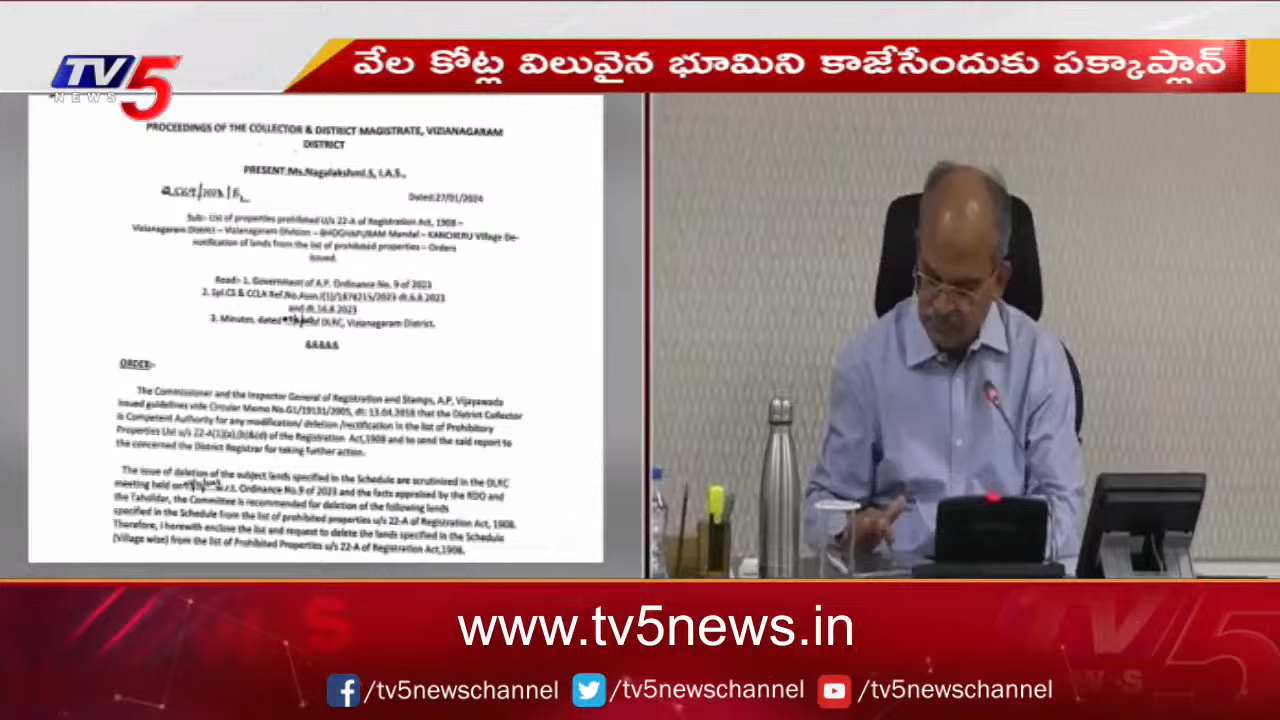 TV5
NEWS
వేల కోట్ల విలువైన భూమిని కాజేసేందుకు పక్కాప్లాన్
PROCEEDINGS OF THE COLLECTOR & DISTRICT MAGISTRATE, VIZIANAGARAM
DISTRICT
PRESENT:Ms.Nagalakshmi.S, I.A.S.,
Dated:27/01/2024
Sub:- List of properties prohibited U/s 22-A of Registration Act, 1908 –
Vizianagaram District – Vizianagaram Division – BHOGHAPURAM Mandal – KANCHERU Village De-
notification of lands from the list of prohibited properties – Orders
issued.
Read:- 1. Government of A.P. Ordinance No. 9 of 2023
2. Spl.CS & CCLA Ref.No.Assn.I(1)/1878215/2023 dt.6.8.2023
and dt.16.8.2023
3. Minutes, dated of DLRC, Vizianagaram District.
&&&&&
ORDER:-
The Commissioner and the Inspector General of Registration and Stamps, A.P, Vijayawada
issued guidelines vide Circular Memo No.G1/19131/2005, dt: 13.04.2018 that the District Collector
is Competent Authority for any modification/ deletion /rectification in the list of Prohibitory
Properties List u/s 22-A(1)(a),(b)&(d) of the Registration Act,1908 and to send the said report to
the concerned the District Registrar for taking further action.
The issue of deletion of the subject lands specified in the Schedule are scrutinized in the DLRC
meeting held on w.r.t. Ordinance No.9 of 2023 and the facts appraised by the RDO and
the Tahsildar, the Committee is recommended for deletion of the following lands
specified in the Schedule from the list of prohibited properties u/s 22-A of Registration Act, 1908.
Therefore, I herewith enclose the list and request to delete the lands specified in the Schedule
(Village wise) from the list of Prohibited Properties u/s 22-A of Registration Act,1908.
www.tv5news.in
/tv5newschannel /tv5newschannel /tv5newschannel